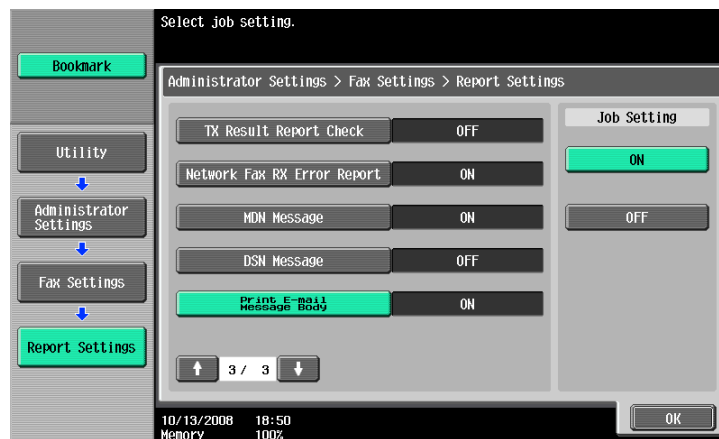 Select job setting.
Bookmark
Administrator Settings > Fax Settings > Report Settings
Utility
Administrator
Settings
Fax Settings
Report Settings
TX Result Report Check OFF
Network Fax RX Error Report ON
MDN Message ON
DSN Message OFF
Print E-mail
Message Body ON
3/ 3
Job Setting
ON
OFF
10/13/2008 18:50
Memory 100%
OK